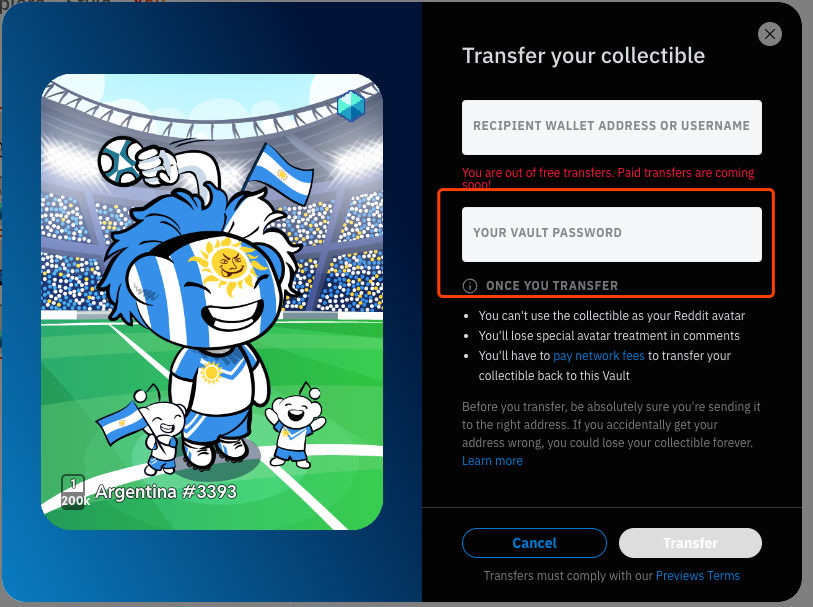 Transfer your collectible
RECIPIENT WALLET ADDRESS OR USERNAME
You are out of free transfers. Paid transfers are coming
soon!
YOUR VAULT PASSWORD
ONCE YOU TRANSFER
You can't use the collectible as your Reddit avatar
You'll lose special avatar treatment in comments
You'll have to pay network fees to transfer your
collectible back to this Vault
Before you transfer, be absolutely sure you're sending it
to the right address. If you accidentally get your
address wrong, you could lose your collectible forever.
Learn more
1
200k
Argentina #3393
Cancel
Transfer
Transfers must comply with our Previews Terms